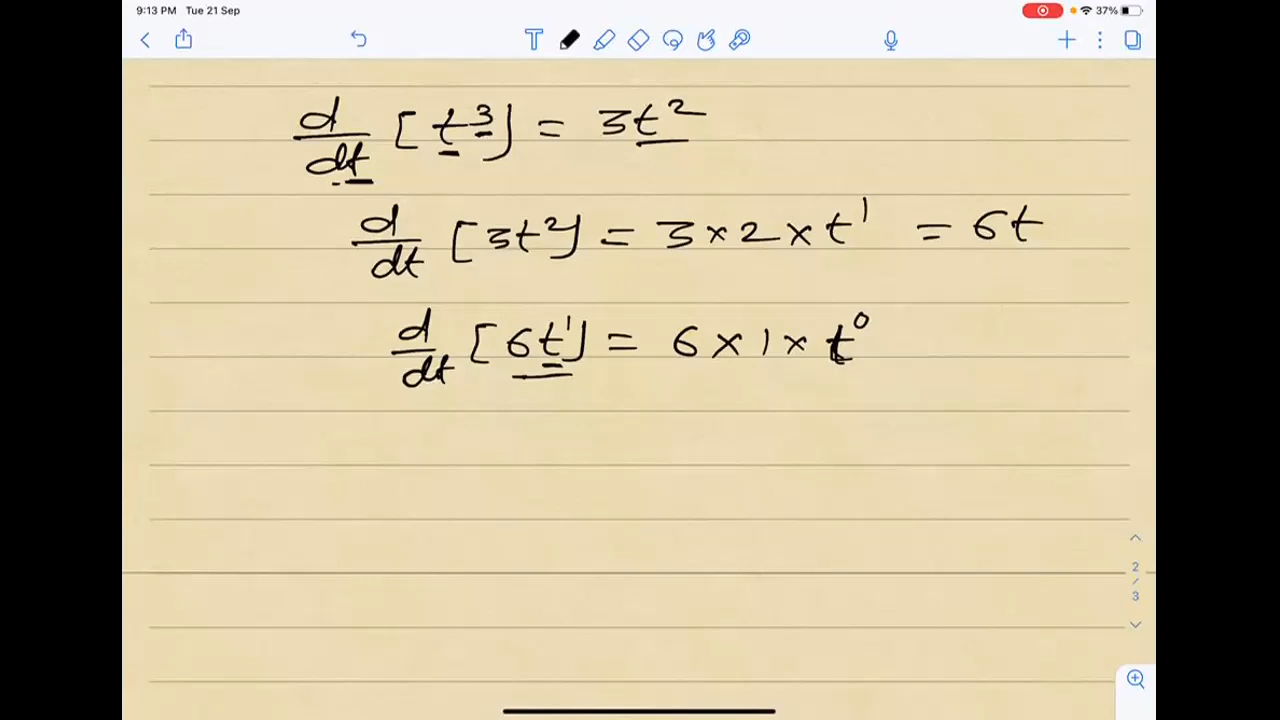 9:13 PM Tue 21 Sep 37%
T
d/dt [t³] = 3t²
d/dt [3t²] = 3 × 2 × t¹ = 6t
d/dt [6t¹] = 6 × 1 × t⁰
2
/
3